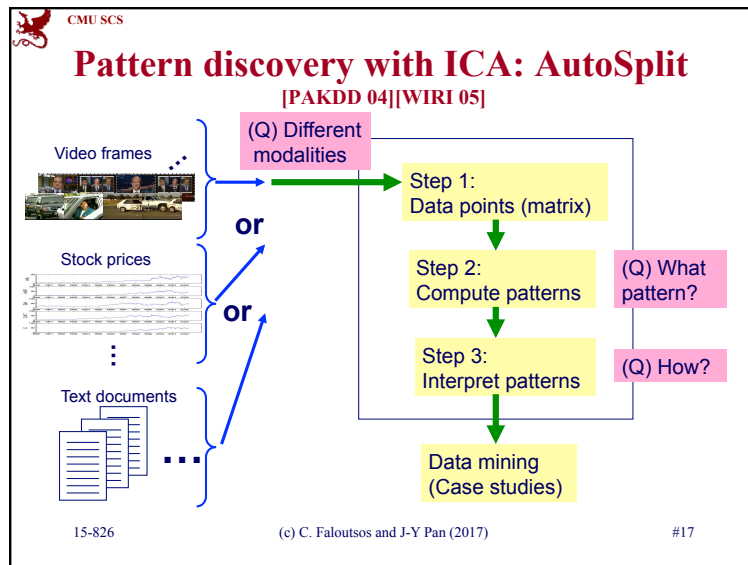 CMU SCS
Pattern discovery with ICA: AutoSplit
[PAKDD 04][WIRI 05]
Video frames
...
(Q) Different
modalities
or
Stock prices
or
...
Text documents
...
Step 1:
Data points (matrix)
Step 2:
Compute patterns
(Q) What
pattern?
Step 3:
Interpret patterns
(Q) How?
Data mining
(Case studies)
15-826
(c) C. Faloutsos and J-Y Pan (2017)
#17